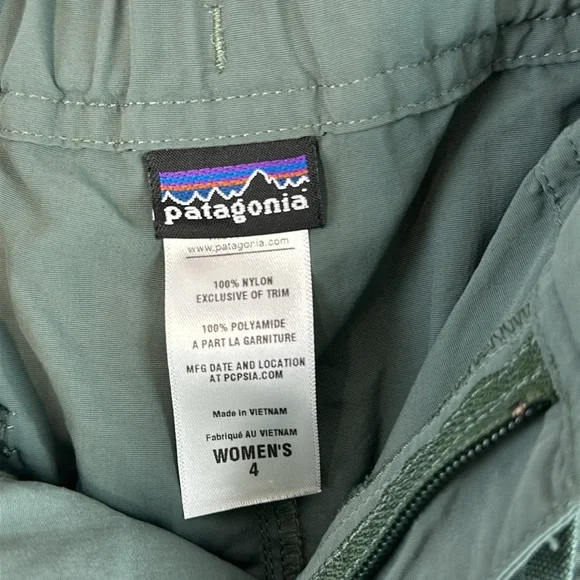 patagonia
www.patagonia.com
100% NYLON
EXCLUSIVE OF TRIM
100% POLYAMIDE
A PART LA GARNITURE
MFG DATE AND LOCATION
AT PCPSIA.COM
Made in VIETNAM
Fabriqué AU VIETNAM
WOMEN'S
4